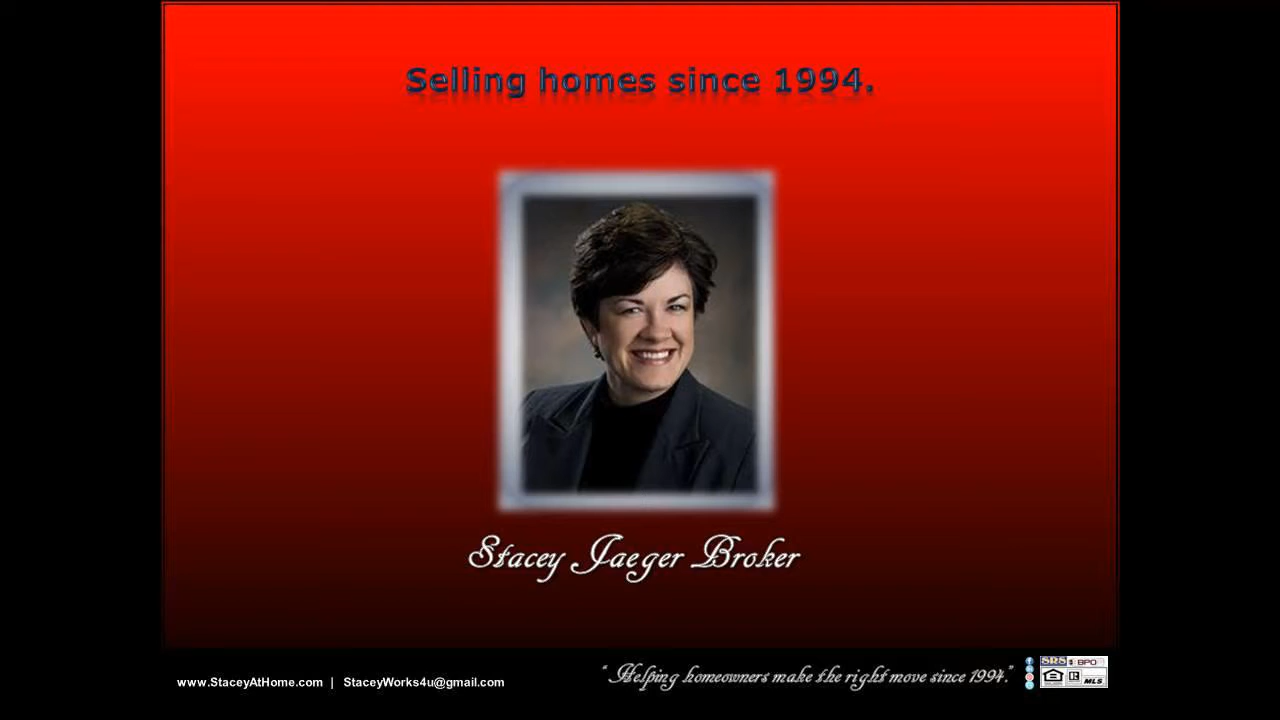 Selling homes since 1994.
Stacey Jaeger Broker
www.StaceyAtHome.com | StaceyWorks4u@gmail.com
“ Helping homeowners make the right move since 1994.”
SRS BPO
R MLS